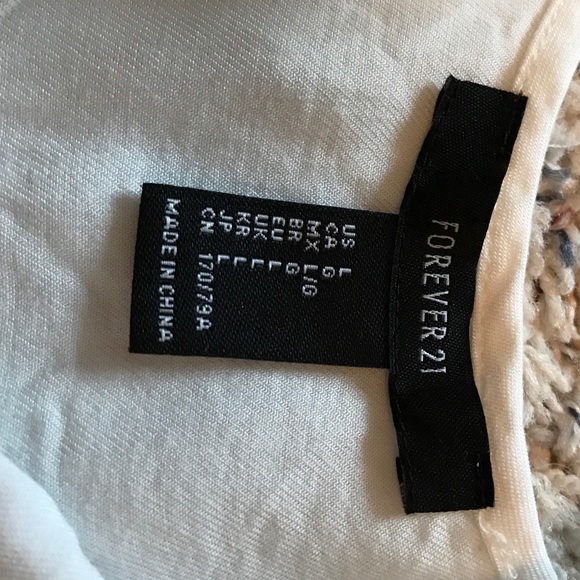 FOREVER 21
US L
CA G
MX L/G
BR G
EU L
UK L
KR L
JP L
CN 170/79A
MADE IN CHINA